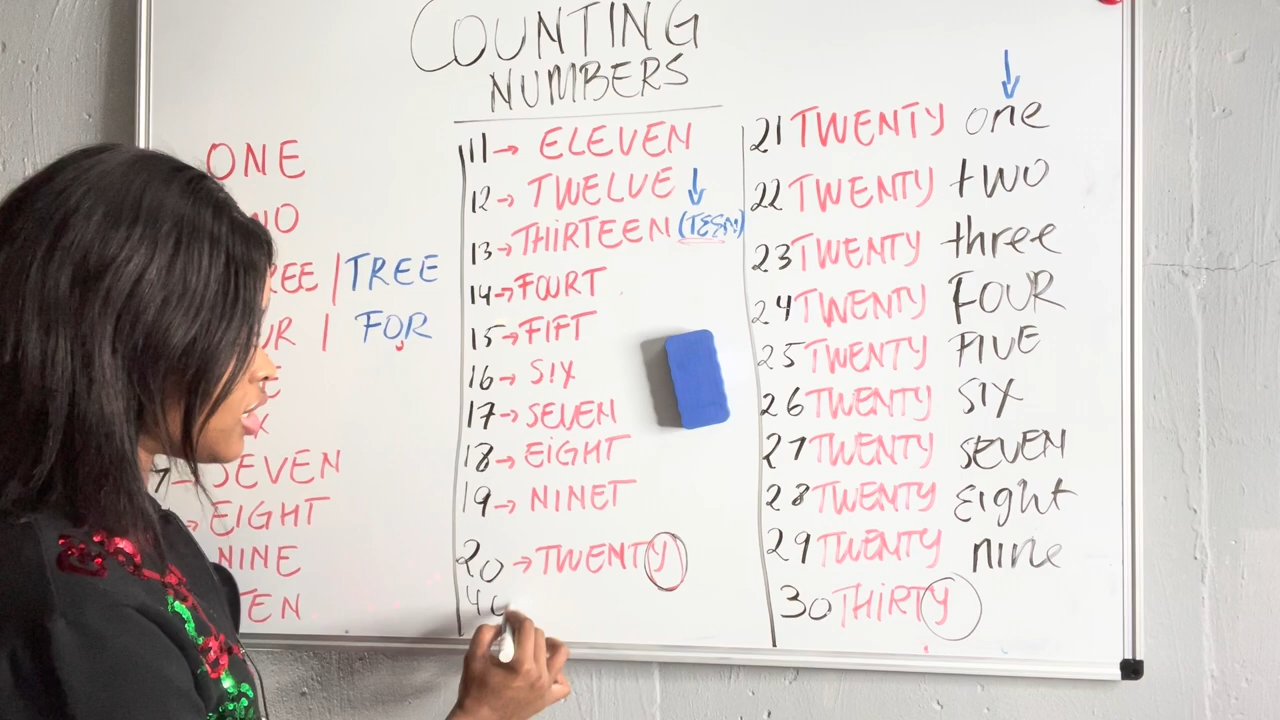 COUNTING
NUMBERS
ONE
REE | TREE
UR | FOR
SEVEN
EIGHT
NINE
TEN
11→ ELEVEN
12→ TWELVE ↓
13→THIRTEEN (TEEN)
14→FOURT
15→FIFT
16→ SIX
17→ SEVEN
18→ EIGHT
19→ NINET
20→TWENTY
40
↓
21 TWENTY one
22 TWENTY two
23 TWENTY three
24 TWENTY FOUR
25 TWENTY FIVE
26 TWENTY SIX
27 TWENTY SEVEN
28 TWENTY Eight
29 TWENTY nine
30 THIRTY